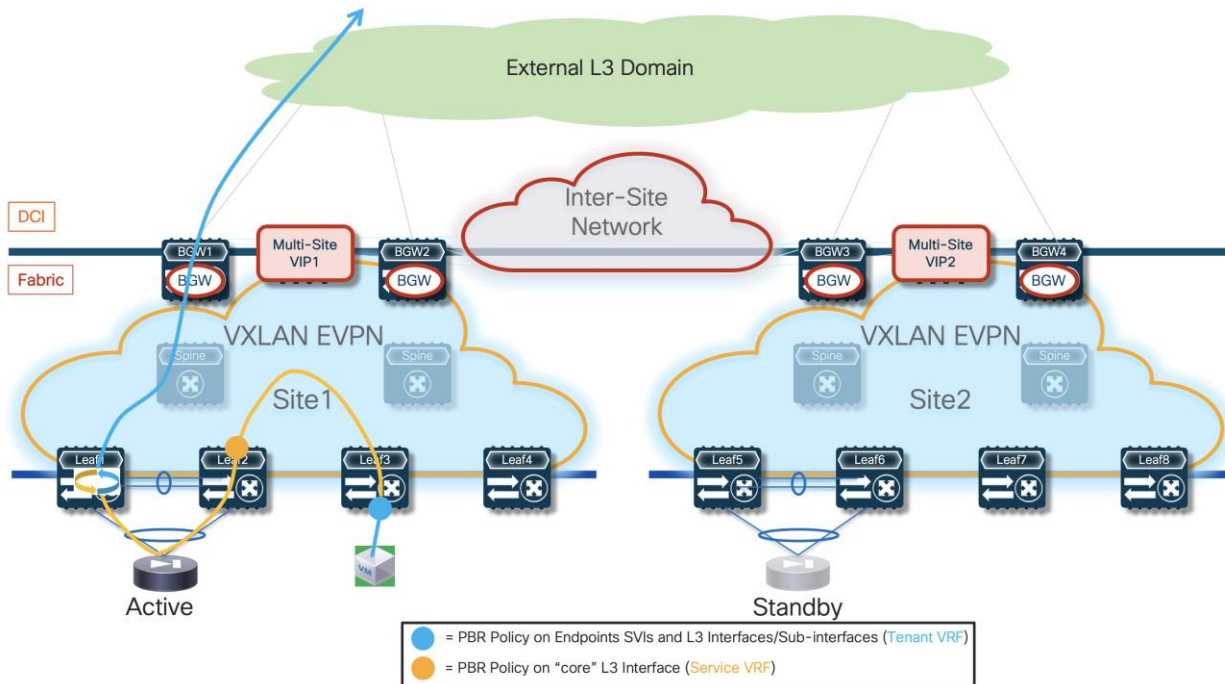 External L3 Domain
Inter-Site
Network
DCI
Fabric
BGW1
Multi-Site
VIP1
BGW2
BGW3
Multi-Site
VIP2
BGW4
BGW
BGW
BGW
BGW
VXLAN EVPN
VXLAN EVPN
Spine
Spine
Spine
Spine
Site1
Site2
Leaf2
Leaf3
Leaf4
Leaf5
Leaf6
Leaf7
Leaf8
VM
Active
Standby
= PBR Policy on Endpoints SVIs and L3 Interfaces/Sub-interfaces (Tenant VRF)
= PBR Policy on “core” L3 Interface (Service VRF)